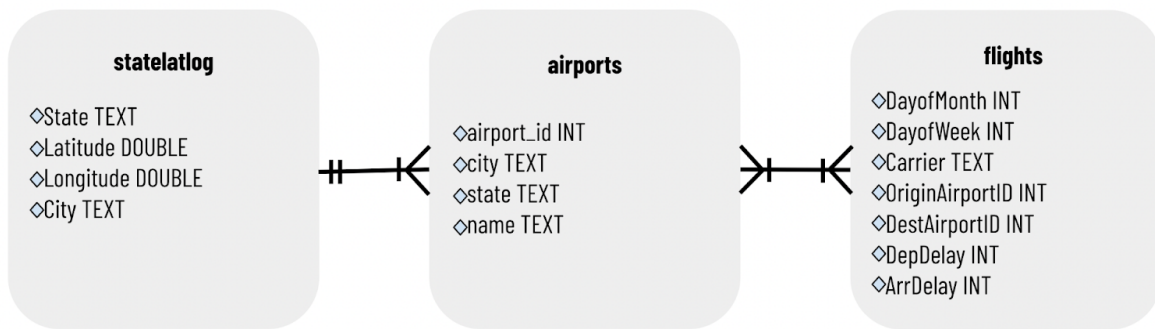 statelatlog
State TEXT
Latitude DOUBLE
Longitude DOUBLE
City TEXT
airports
airport_id INT
city TEXT
state TEXT
name TEXT
flights
DayofMonth INT
DayofWeek INT
Carrier TEXT
OriginAirportID INT
DestAirportID INT
DepDelay INT
ArrDelay INT